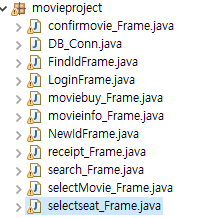 movieproject
confirmovie_Frame.java
DB_Conn.java
FindIdFrame.java
LoginFrame.java
moviebuy_Frame.java
movieinfo_Frame.java
NewIdFrame.java
receipt_Frame.java
search_Frame.java
selectMovie_Frame.java
selectseat_Frame.java